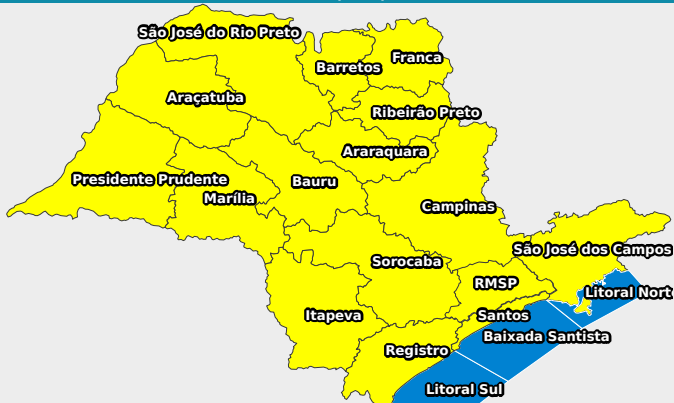 São José do Rio Preto
Franca
Barretos
Araçatuba
Ribeirão Preto
Araraquara
Presidente Prudente
Bauru
Marília
Campinas
São José dos Campos
Sorocaba
RMSP
Litoral Nort
Itapeva
Santos
Baixada Santista
Registro
Litoral Sul